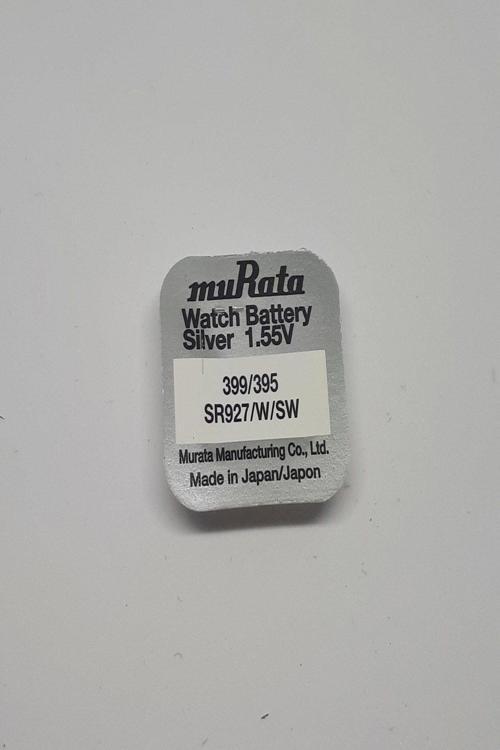 muRata
Watch Battery
Silver 1.55V
399/395
SR927/W/SW
Murata Manufacturing Co., Ltd.
Made in Japan/Japon